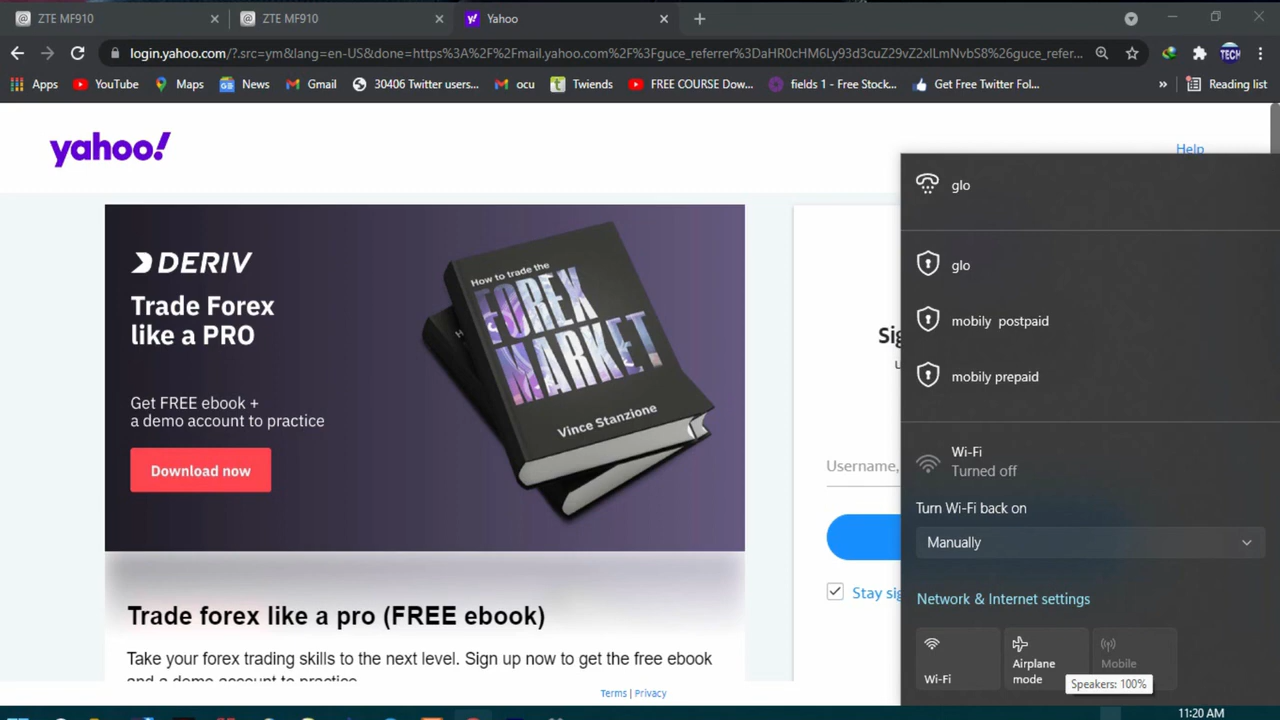 ZTE MF910
ZTE MF910
Yahoo
login.yahoo.com/?.src=ym&lang=en-US&done=https%3A%2F%2Fmail.yahoo.com%2F%3Fguce_referrer%3DaHR0cHM6Ly93d3cuZ29vZ2xlLmNvbS8%26guce_refer...
Apps YouTube Maps News Gmail 30406 Twitter users... ocu Twiends FREE COURSE Dow... fields 1 - Free Stock... Get Free Twitter Fol... » Reading list
TECH
yahoo!
Help
DERIV
Trade Forex
like a PRO
Get FREE ebook +
a demo account to practice
Download now
How to trade the
FOREX
MARKET
Vince Stanzione
Trade forex like a pro (FREE ebook)
Take your forex trading skills to the next level. Sign up now to get the free ebook
and a demo account to practice.
Terms | Privacy
Username,
Stay
glo
glo
mobily postpaid
mobily prepaid
Wi-Fi
Turned off
Turn Wi-Fi back on
Manually
Network & Internet settings
Wi-Fi
Airplane
mode
Mobile
Speakers: 100%
11:20 AM